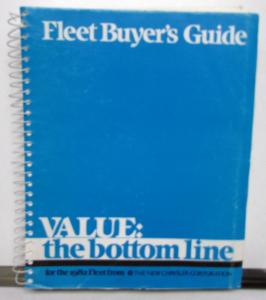 Fleet Buyer's Guide
VALUE:
the bottom line
for the 1982 Fleet from THE NEW CHRYSLER CORPORATION